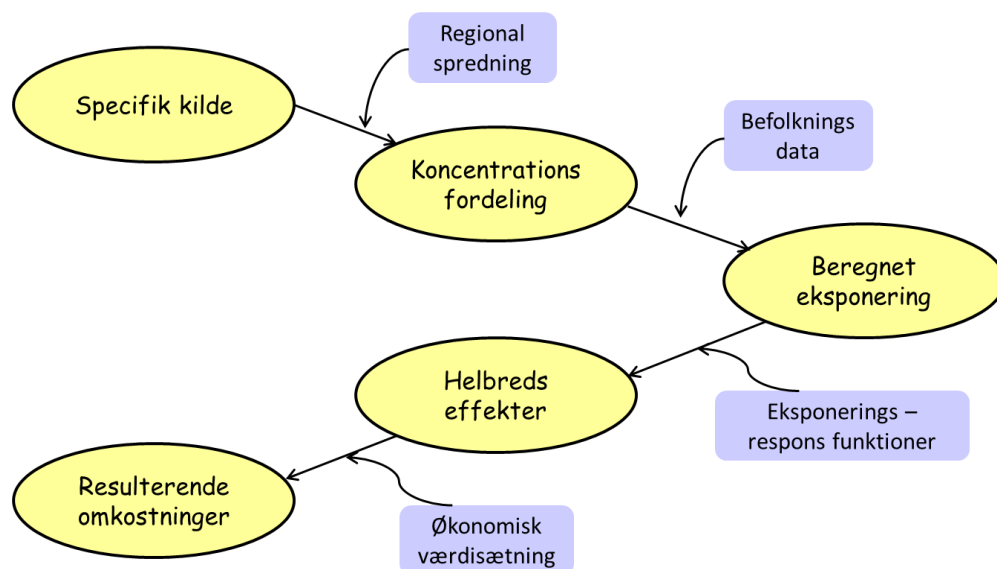 Regional
spredning
Specifik kilde
Befolknings
data
Koncentrations
fordeling
Beregnet
eksponering
Helbreds
effekter
Eksponerings –
respons funktioner
Resulterende
omkostninger
Økonomisk
værdisætning